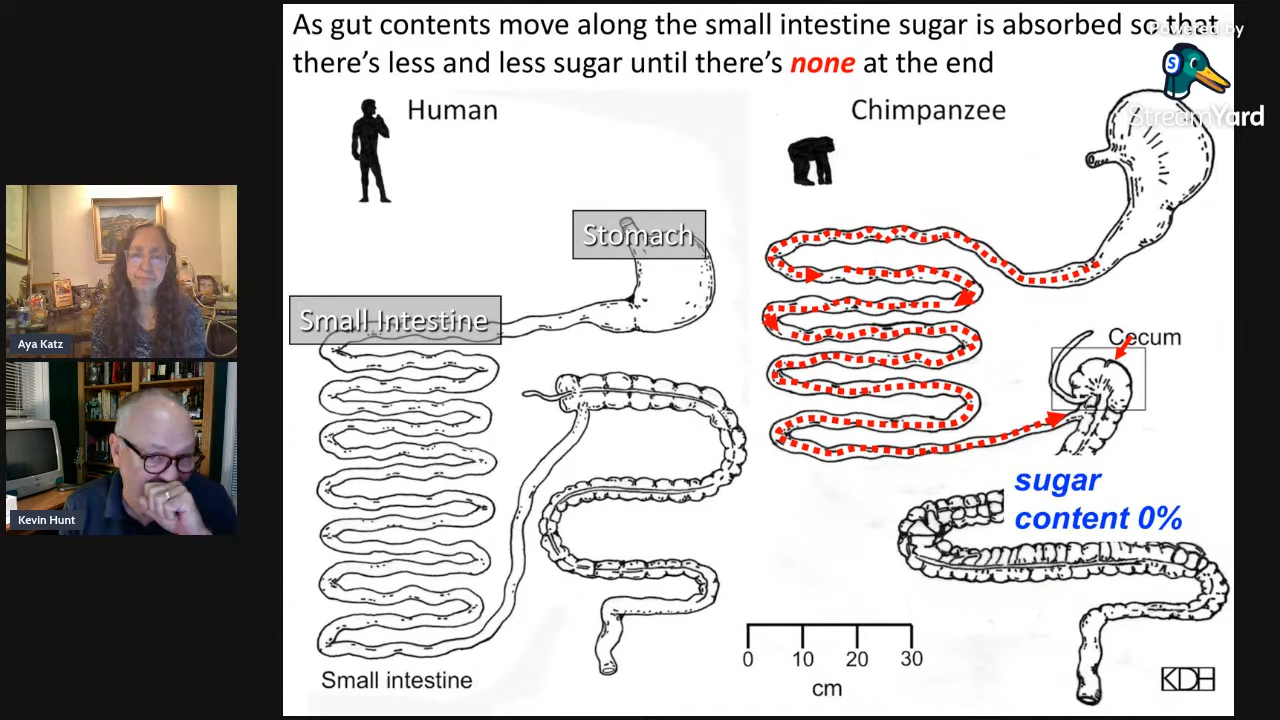 As gut contents move along the small intestine sugar is absorbed so that
there's less and less sugar until there's none at the end
Powered by
S
StreamYard
Human
Chimpanzee
Stomach
Small Intestine
Cecum
Aya Katz
Kevin Hunt
sugar
content 0%
0 10 20 30
cm
Small intestine
KDH